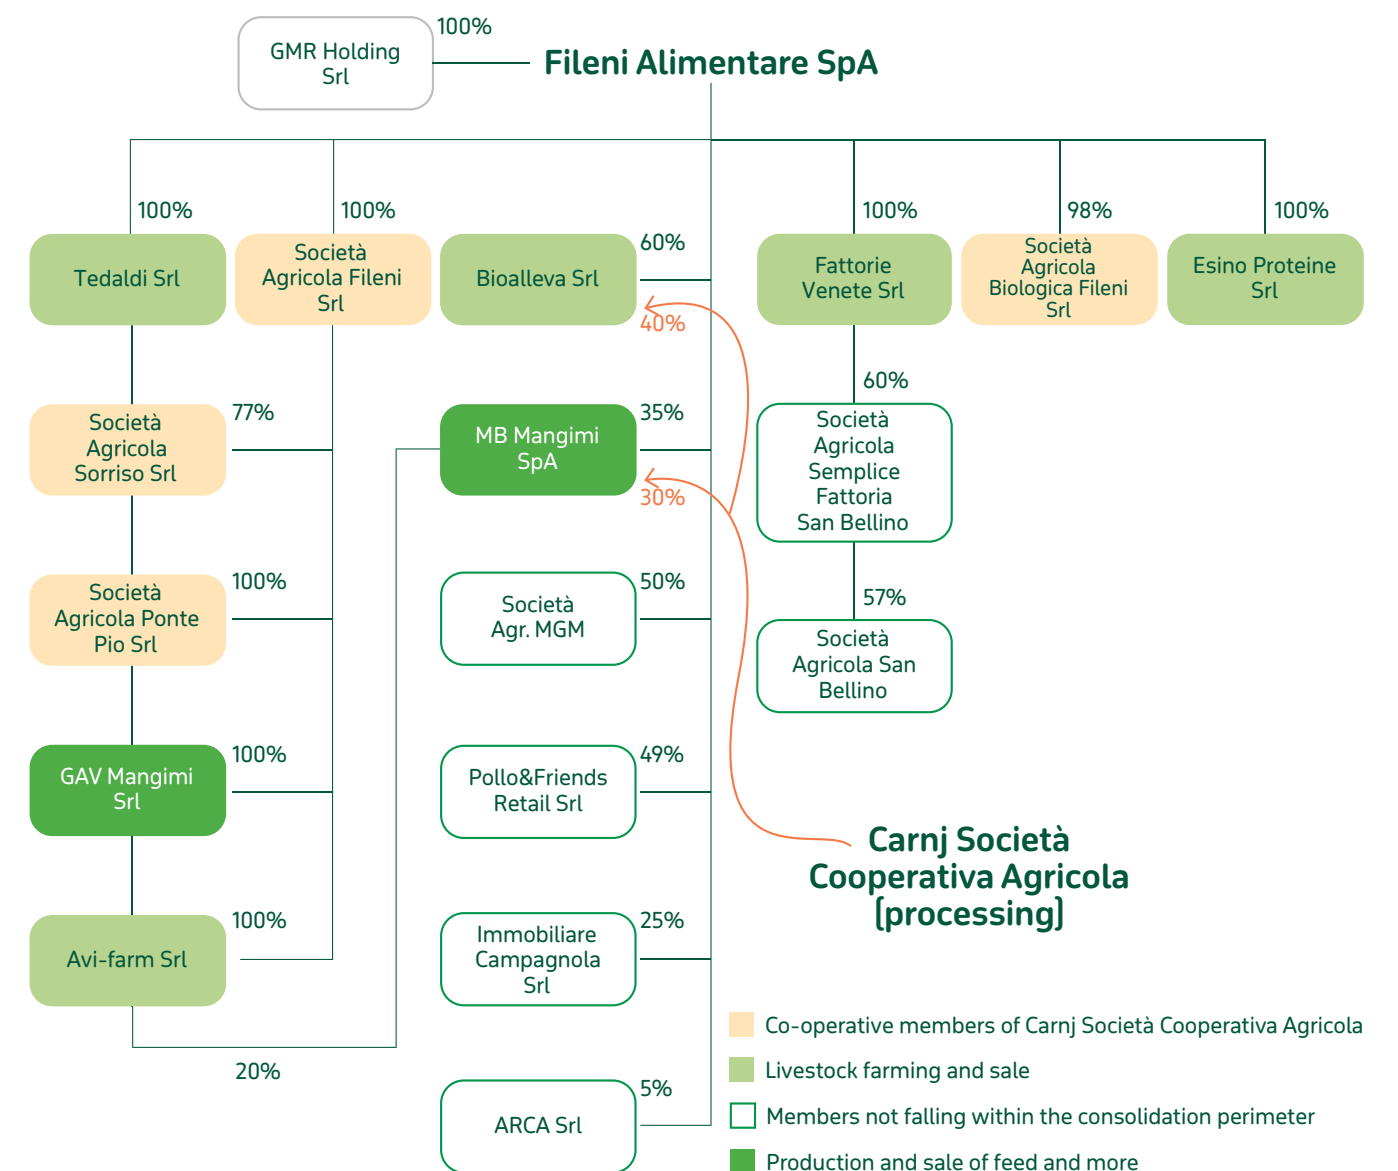 100%
GMR Holding
Srl
Fileni Alimentare SpA
100%
Tedaldi Srl
100%
Società
Agricola Fileni
Srl
60%
Bioalleva Srl
40%
100%
Fattorie
Venete Srl
98%
Società
Agricola
Biologica Fileni
Srl
100%
Esino Proteine
Srl
77%
Società
Agricola
Sorriso Srl
35%
MB Mangimi
SpA
30%
60%
Società
Agricola
Semplice
Fattoria
San Bellino
100%
Società
Agricola Ponte
Pio Srl
50%
Società
Agr. MGM
57%
Società
Agricola San
Bellino
100%
GAV Mangimi
Srl
49%
Pollo&Friends
Retail Srl
Carnj Società
Cooperativa Agricola
(processing)
100%
Avi-farm Srl
25%
Immobiliare
Campagnola
Srl
20%
5%
ARCA Srl
Co-operative members of Carnj Società Cooperativa Agricola
Livestock farming and sale
Members not falling within the consolidation perimeter
Production and sale of feed and more